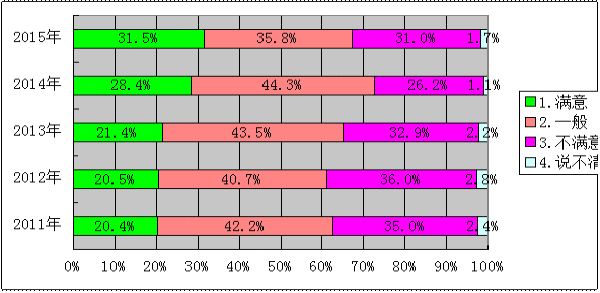 2015年 31.5% 35.8% 31.0% 1.7%
2014年 28.4% 44.3% 26.2% 1.1%
2013年 21.4% 43.5% 32.9% 2.2%
2012年 20.5% 40.7% 36.0% 2.8%
2011年 20.4% 42.2% 35.0% 2.4%
0% 10% 20% 30% 40% 50% 60% 70% 80% 90% 100%
1.满意
2.一般
3.不满意
4.说不清